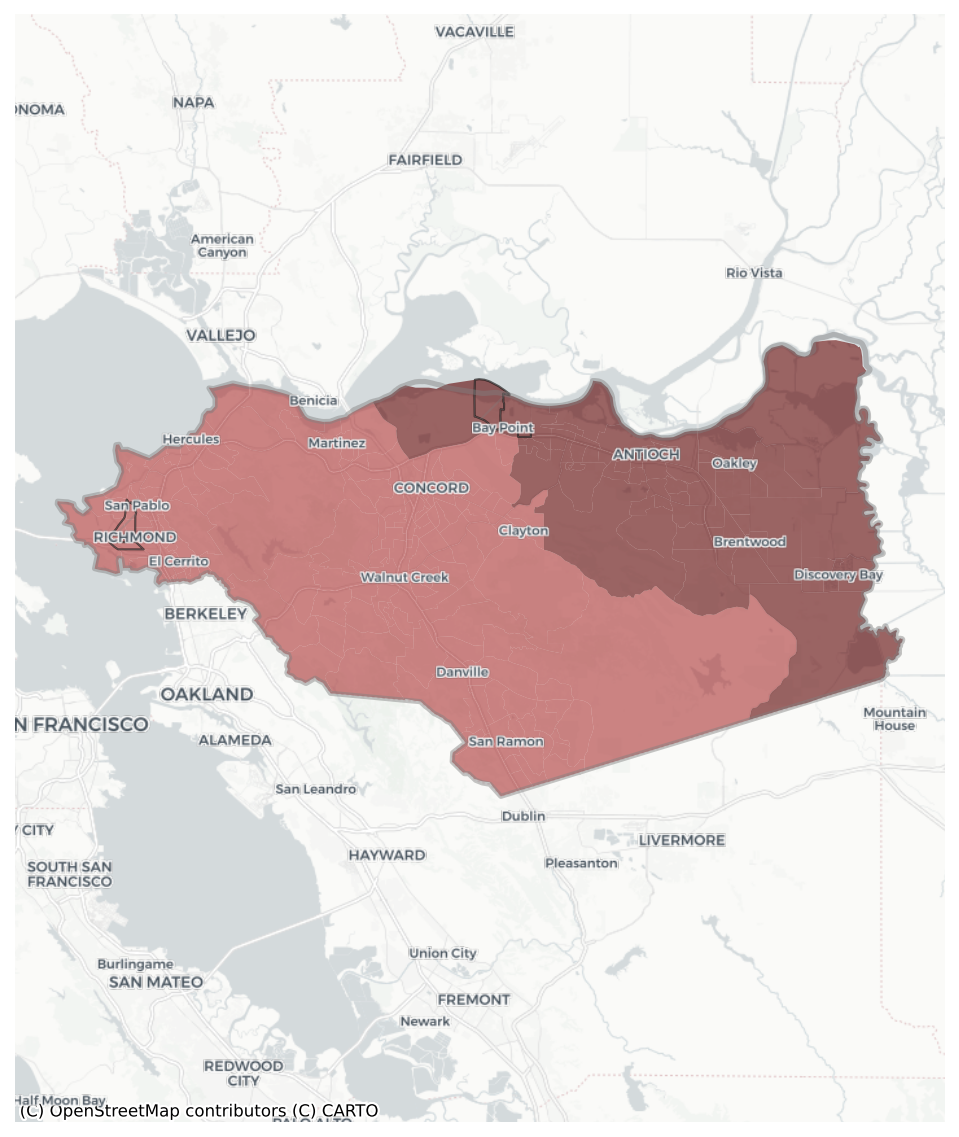 VACAVILLE
NAPA
ONOMA
FAIRFIELD
American
Canyon
Rio Vista
VALLEJO
Benicia
Bay Point
Hercules
Martinez
ANTIOCH
Oakley
CONCORD
San Pablo
Clayton
RICHMOND
Brentwood
El Cerrito
Walnut Creek
Discovery Bay
BERKELEY
Danville
OAKLAND
N FRANCISCO
Mountain
House
ALAMEDA
San Ramon
San Leandro
Dublin
Y CITY
LIVERMORE
HAYWARD
Pleasanton
SOUTH SAN
FRANCISCO
Union City
Burlingame
SAN MATEO
FREMONT
Newark
REDWOOD
CITY
Half Moon Bay
(C) OpenStreetMap contributors (C) CARTO
PALO ALTO